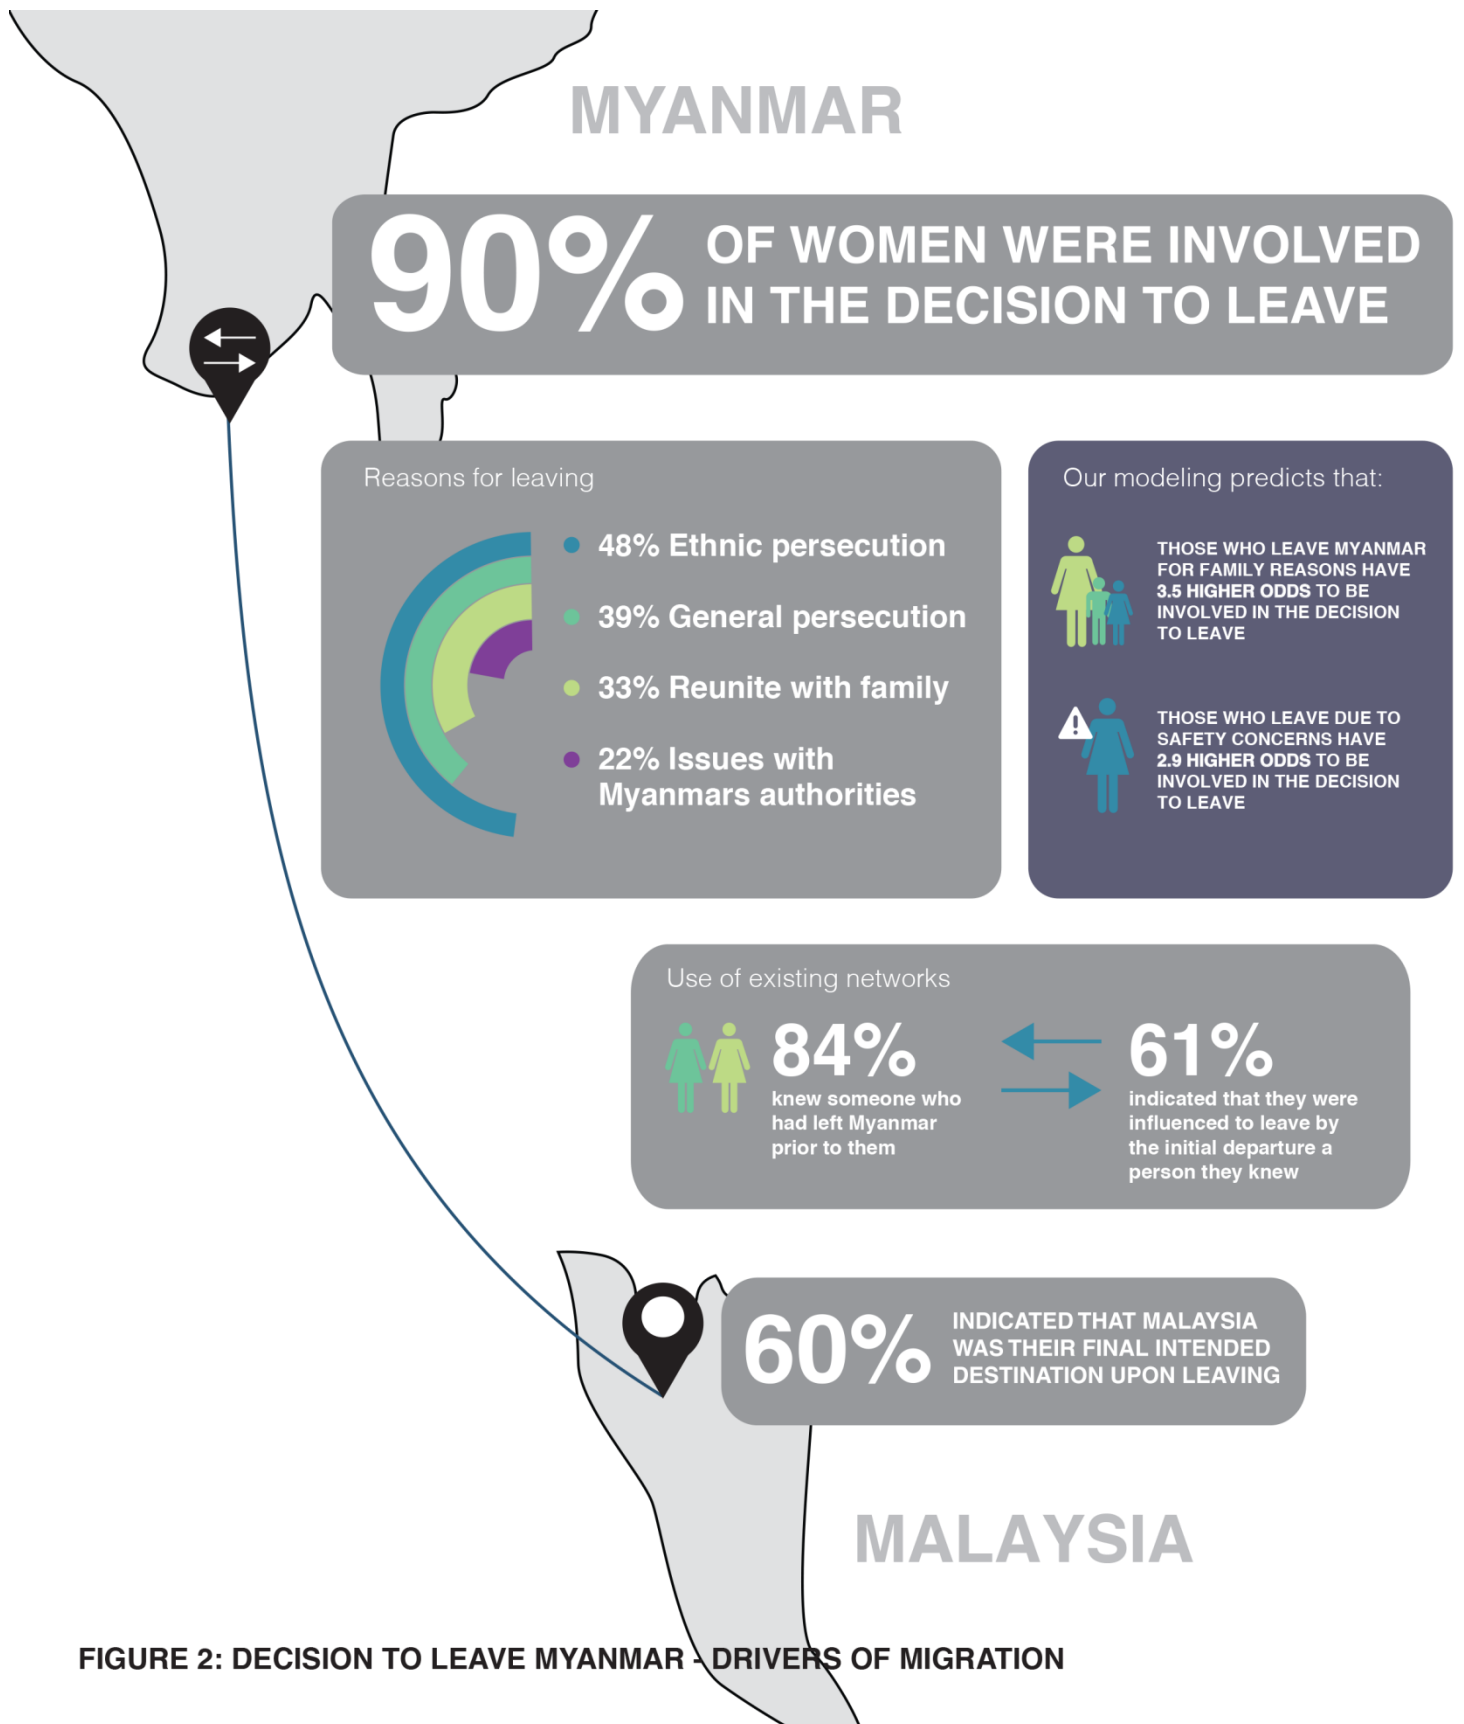 MYANMAR
90%
OF WOMEN WERE INVOLVED
IN THE DECISION TO LEAVE
Reasons for leaving
48% Ethnic persecution
39% General persecution
33% Reunite with family
22% Issues with
Myanmars authorities
Our modeling predicts that:
THOSE WHO LEAVE MYANMAR
FOR FAMILY REASONS HAVE
3.5 HIGHER ODDS TO BE
INVOLVED IN THE DECISION
TO LEAVE
THOSE WHO LEAVE DUE TO
SAFETY CONCERNS HAVE
2.9 HIGHER ODDS TO BE
INVOLVED IN THE DECISION
TO LEAVE
Use of existing networks
84%
knew someone who
had left Myanmar
prior to them
61%
indicated that they were
influenced to leave by
the initial departure a
person they knew
60%
INDICATED THAT MALAYSIA
WAS THEIR FINAL INTENDED
DESTINATION UPON LEAVING
MALAYSIA
FIGURE 2: DECISION TO LEAVE MYANMAR - DRIVERS OF MIGRATION